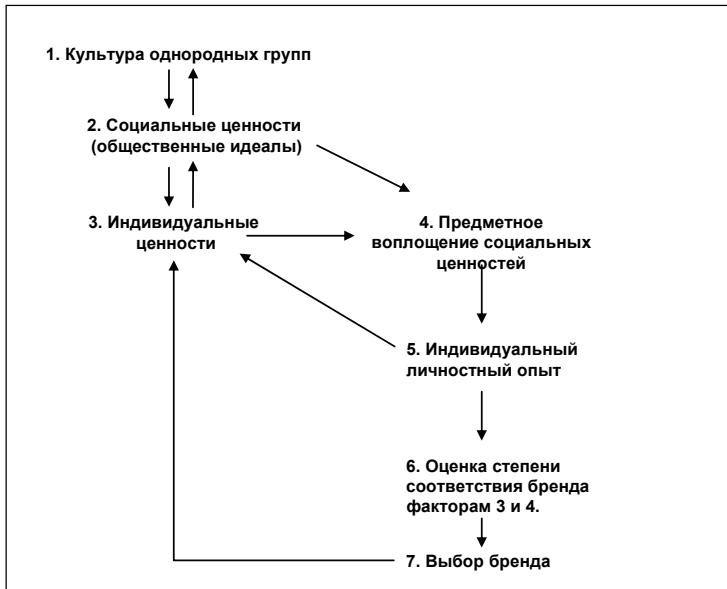 1. Культура однородных групп
2. Социальные ценности
(общественные идеалы)
3. Индивидуальные
ценности
4. Предметное
воплощение социальных
ценностей
5. Индивидуальный
личностный опыт
6. Оценка степени
соответствия бренда
факторам 3 и 4.
7. Выбор бренда